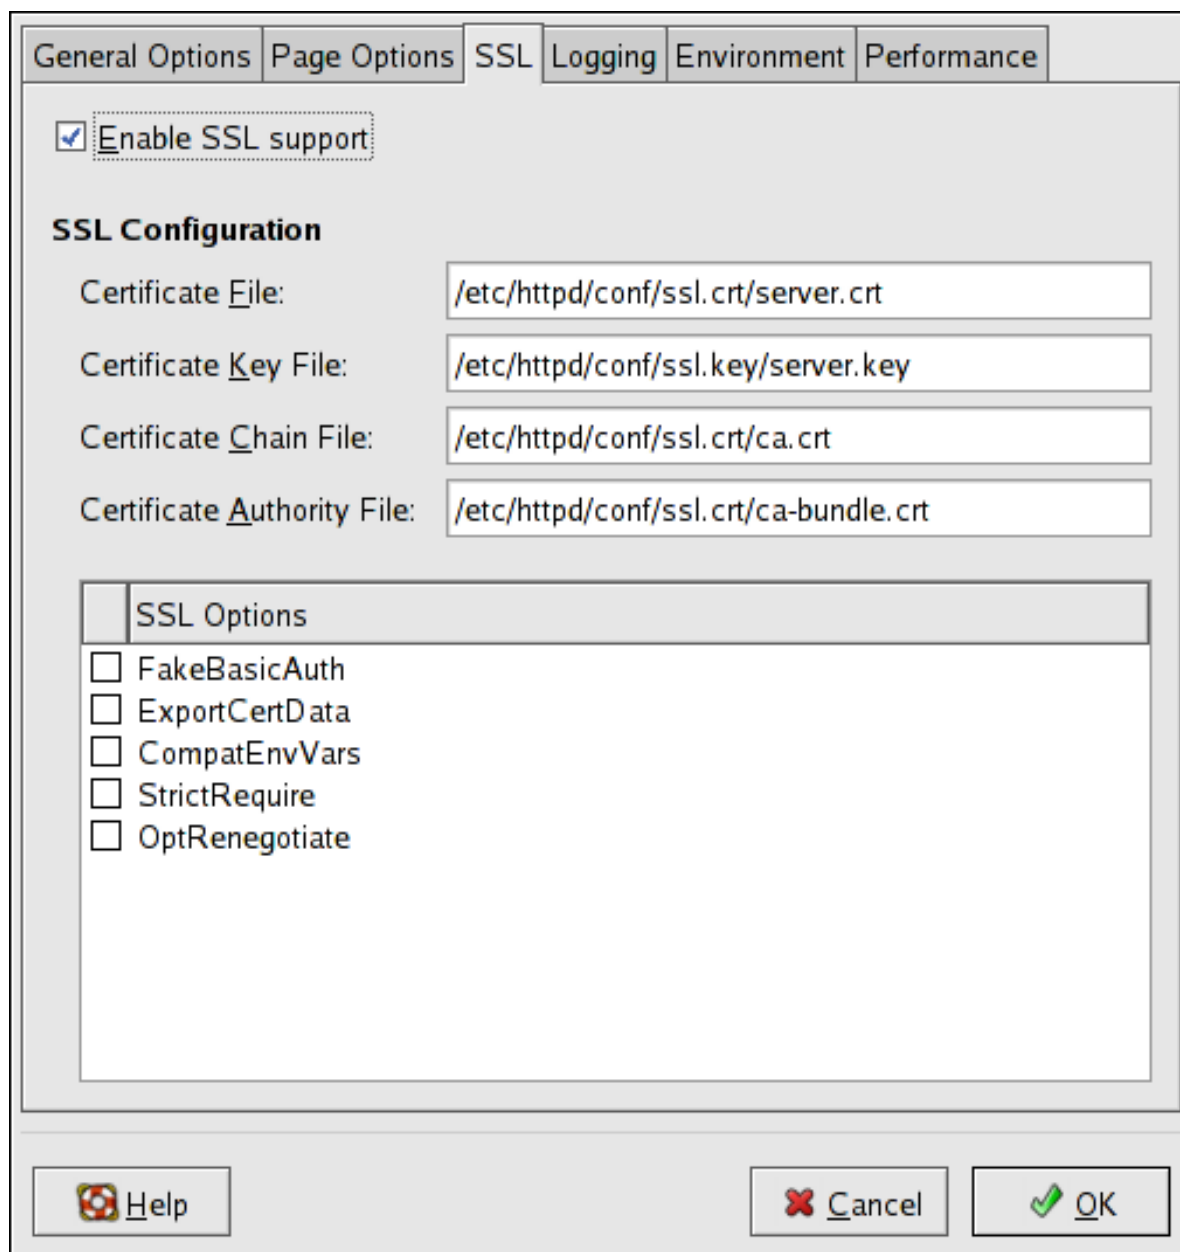 General Options Page Options SSL Logging Environment Performance
Enable SSL support
SSL Configuration
Certificate File: /etc/httpd/conf/ssl.crt/server.crt
Certificate Key File: /etc/httpd/conf/ssl.key/server.key
Certificate Chain File: /etc/httpd/conf/ssl.crt/ca.crt
Certificate Authority File: /etc/httpd/conf/ssl.crt/ca-bundle.crt
SSL Options
FakeBasicAuth
ExportCertData
CompatEnvVars
StrictRequire
OptRenegotiate
Help Cancel OK